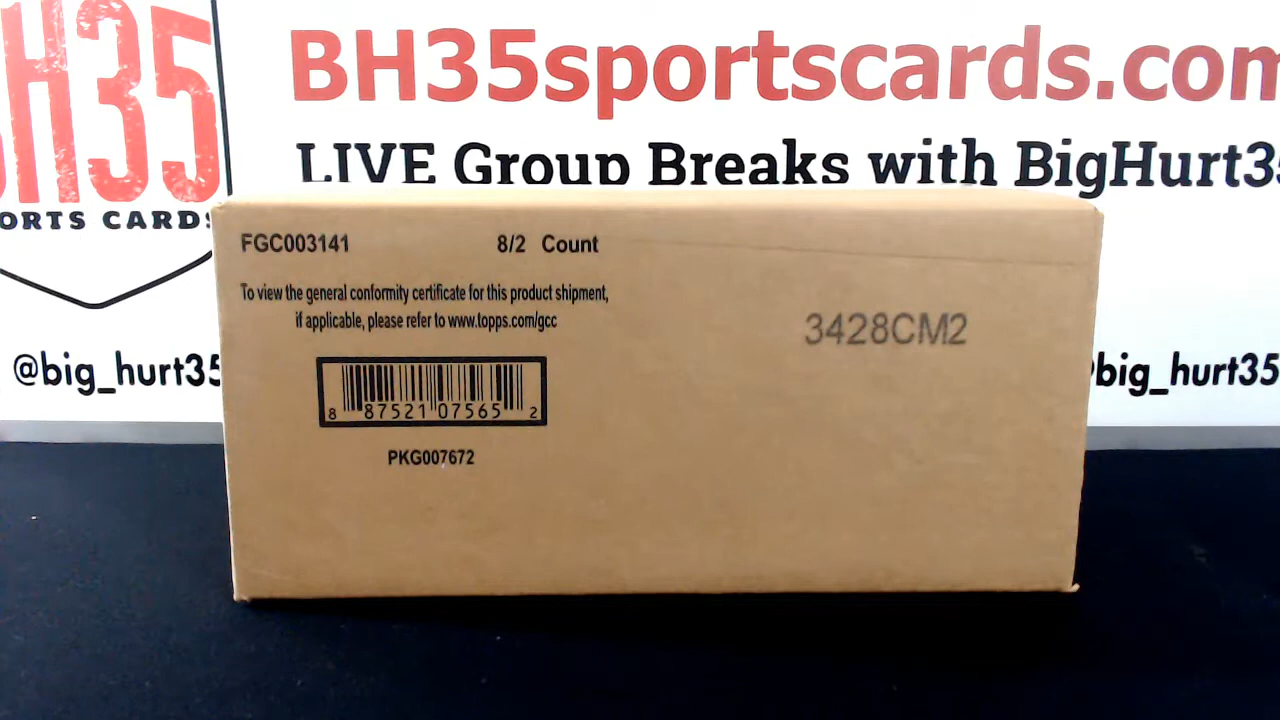 BH35
ORTS CARDS
BH35sportscards.com
LIVE Group Breaks with BigHurt35
@big_hurt35
big_hurt35
FGC003141 8/2 Count
To view the general conformity certificate for this product shipment,
if applicable, please refer to www.topps.com/gcc
3428CM2
8 87521 07565 2
PKG007672